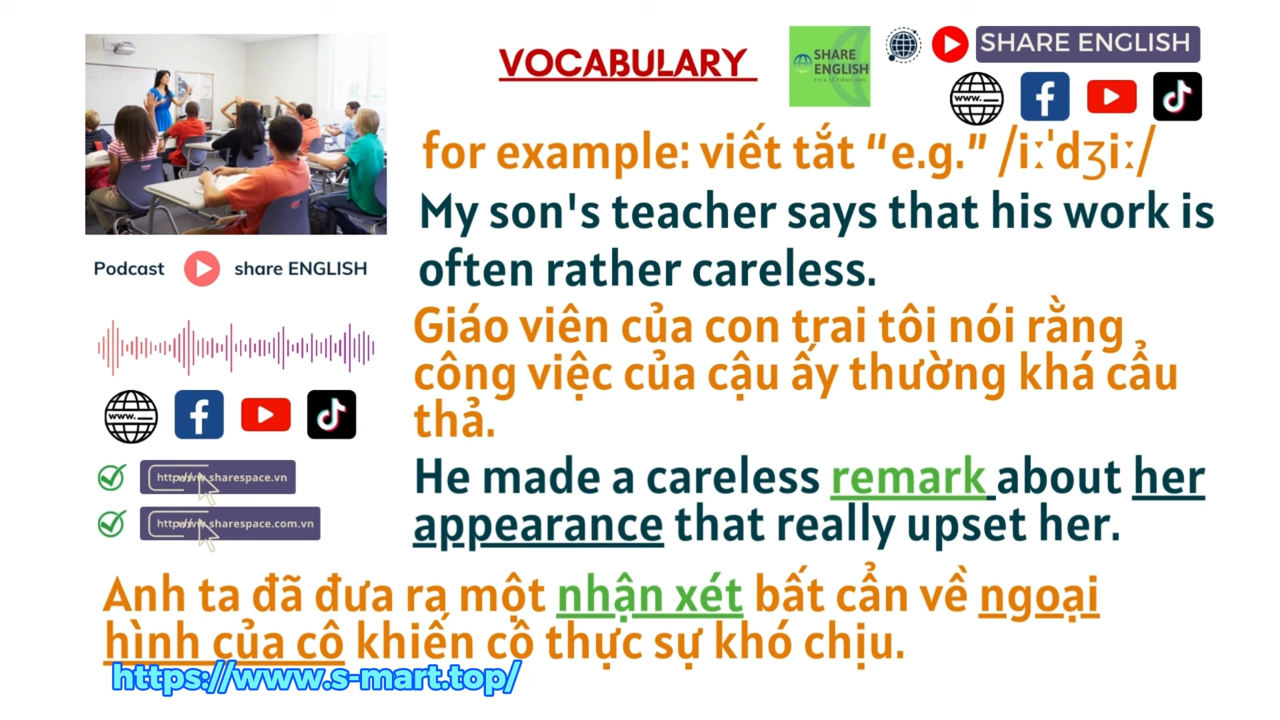 VOCABULARY
SHARE
ENGLISH
SHARE ENGLISH
www.
for example: viết tắt “e.g.” /iːˈdʒiː/
My son's teacher says that his work is
often rather careless.
Podcast share ENGLISH
Giáo viên của con trai tôi nói rằng
công việc của cậu ấy thường khá cẩu
thả.
www.
He made a careless remark about her
appearance that really upset her.
sharespace.vn
sharespace.com.vn
Anh ta đã đưa ra một nhận xét bất cẩn về ngoại
hình của cô khiến cô thực sự khó chịu.
https://www.s-mart.top/